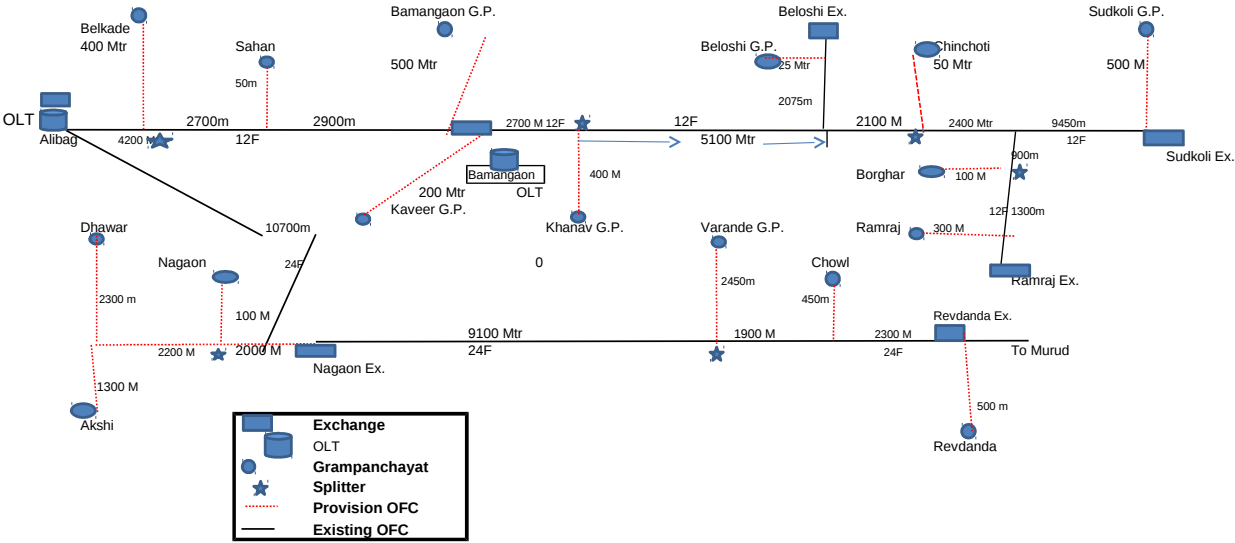 Bamangaon G.P.
Beloshi Ex.
Sudkoli G.P.
Belkade
400 Mtr
Sahan
Beloshi G.P.
Chinchoti
500 Mtr
25 Mtr
50 Mtr
500 M
50m
2075m
OLT
2700m
2900m
2700 M 12F
12F
2100 M
2400 Mtr
9450m
Alibag
4200 M
12F
5100 Mtr
12F
Sudkoli Ex.
900m
Bamangaon
OLT
400 M
Borghar
100 M
200 Mtr
Kaveer G.P.
12F 1300m
Dhawar
10700m
Khanav G.P.
Varande G.P.
Ramraj
300 M
Nagaon
24F
0
Chowl
Ramraj Ex.
2450m
2300 m
450m
100 M
Revdanda Ex.
9100 Mtr
1900 M
2300 M
2200 M
2000 M
24F
24F
To Murud
Nagaon Ex.
1300 M
500 m
Akshi
Revdanda
Exchange
OLT
Grampanchayat
Splitter
Provision OFC
Existing OFC